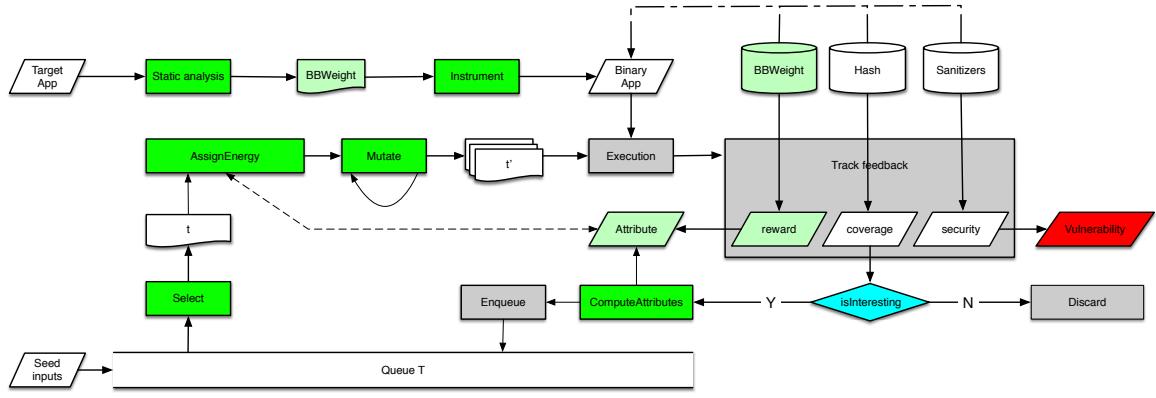 Target
App
Static analysis
BBWeight
Instrument
Binary
App
BBWeight
Hash
Sanitizers
AssignEnergy
Mutate
t'
Execution
Track feedback
t
Attribute
reward
coverage
security
Vulnerability
Select
Enqueue
ComputeAttributes
Y
isInteresting
N
Discard
Seed
inputs
Queue T